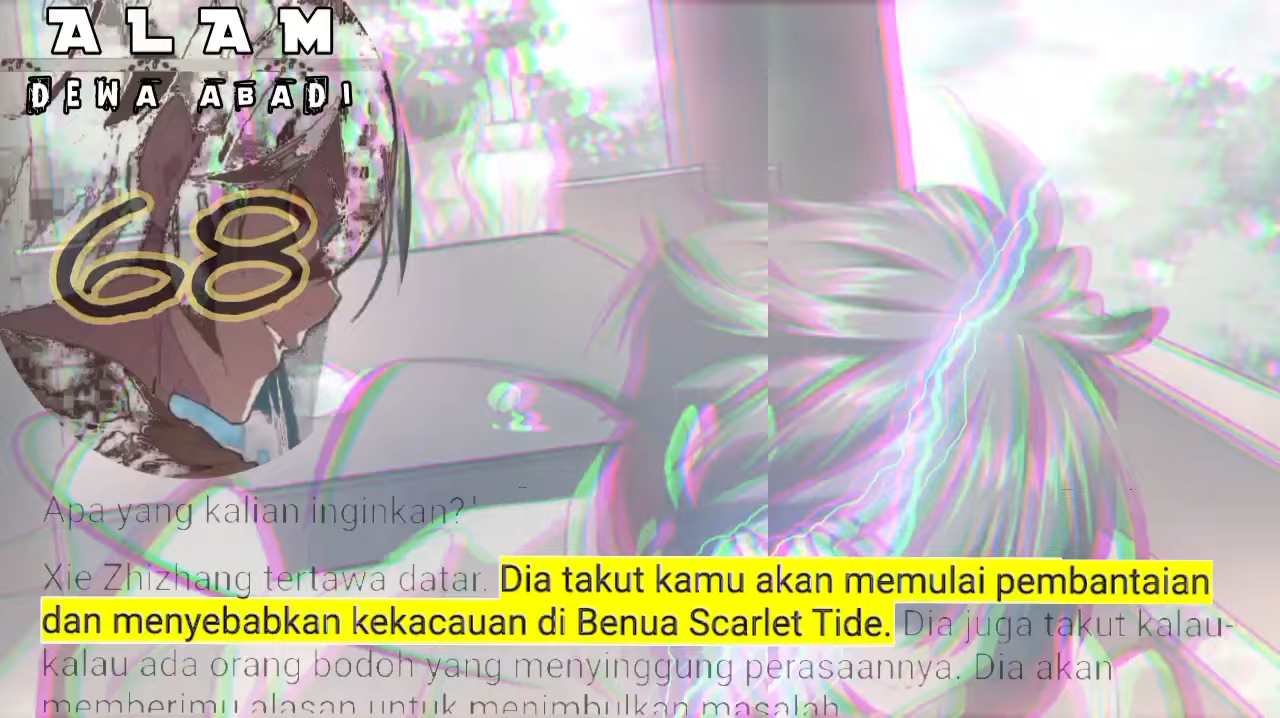 ALAM
DEWA ABADI
68
Apa yang kalian inginkan?'
Xie Zhizhang tertawa datar. Dia takut kamu akan memulai pembantaian
dan menyebabkan kekacauan di Benua Scarlet Tide. Dia juga takut kalau-
kalau ada orang bodoh yang menyinggung perasaannya. Dia akan
memberimu alasan untuk menimbulkan masalah